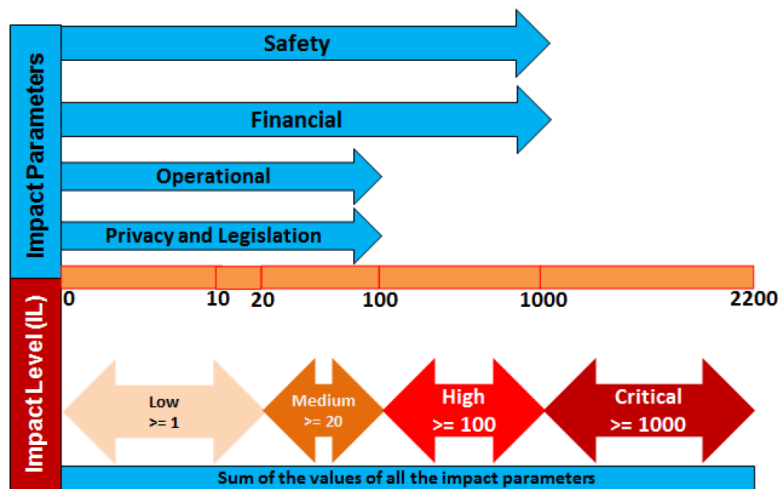 Impact Parameters
Safety
Financial
Operational
Privacy and Legislation
0 10 20 100 1000 2200
Impact Level (IL)
Low
>= 1
Medium
>= 20
High
>= 100
Critical
>= 1000
Sum of the values of all the impact parameters